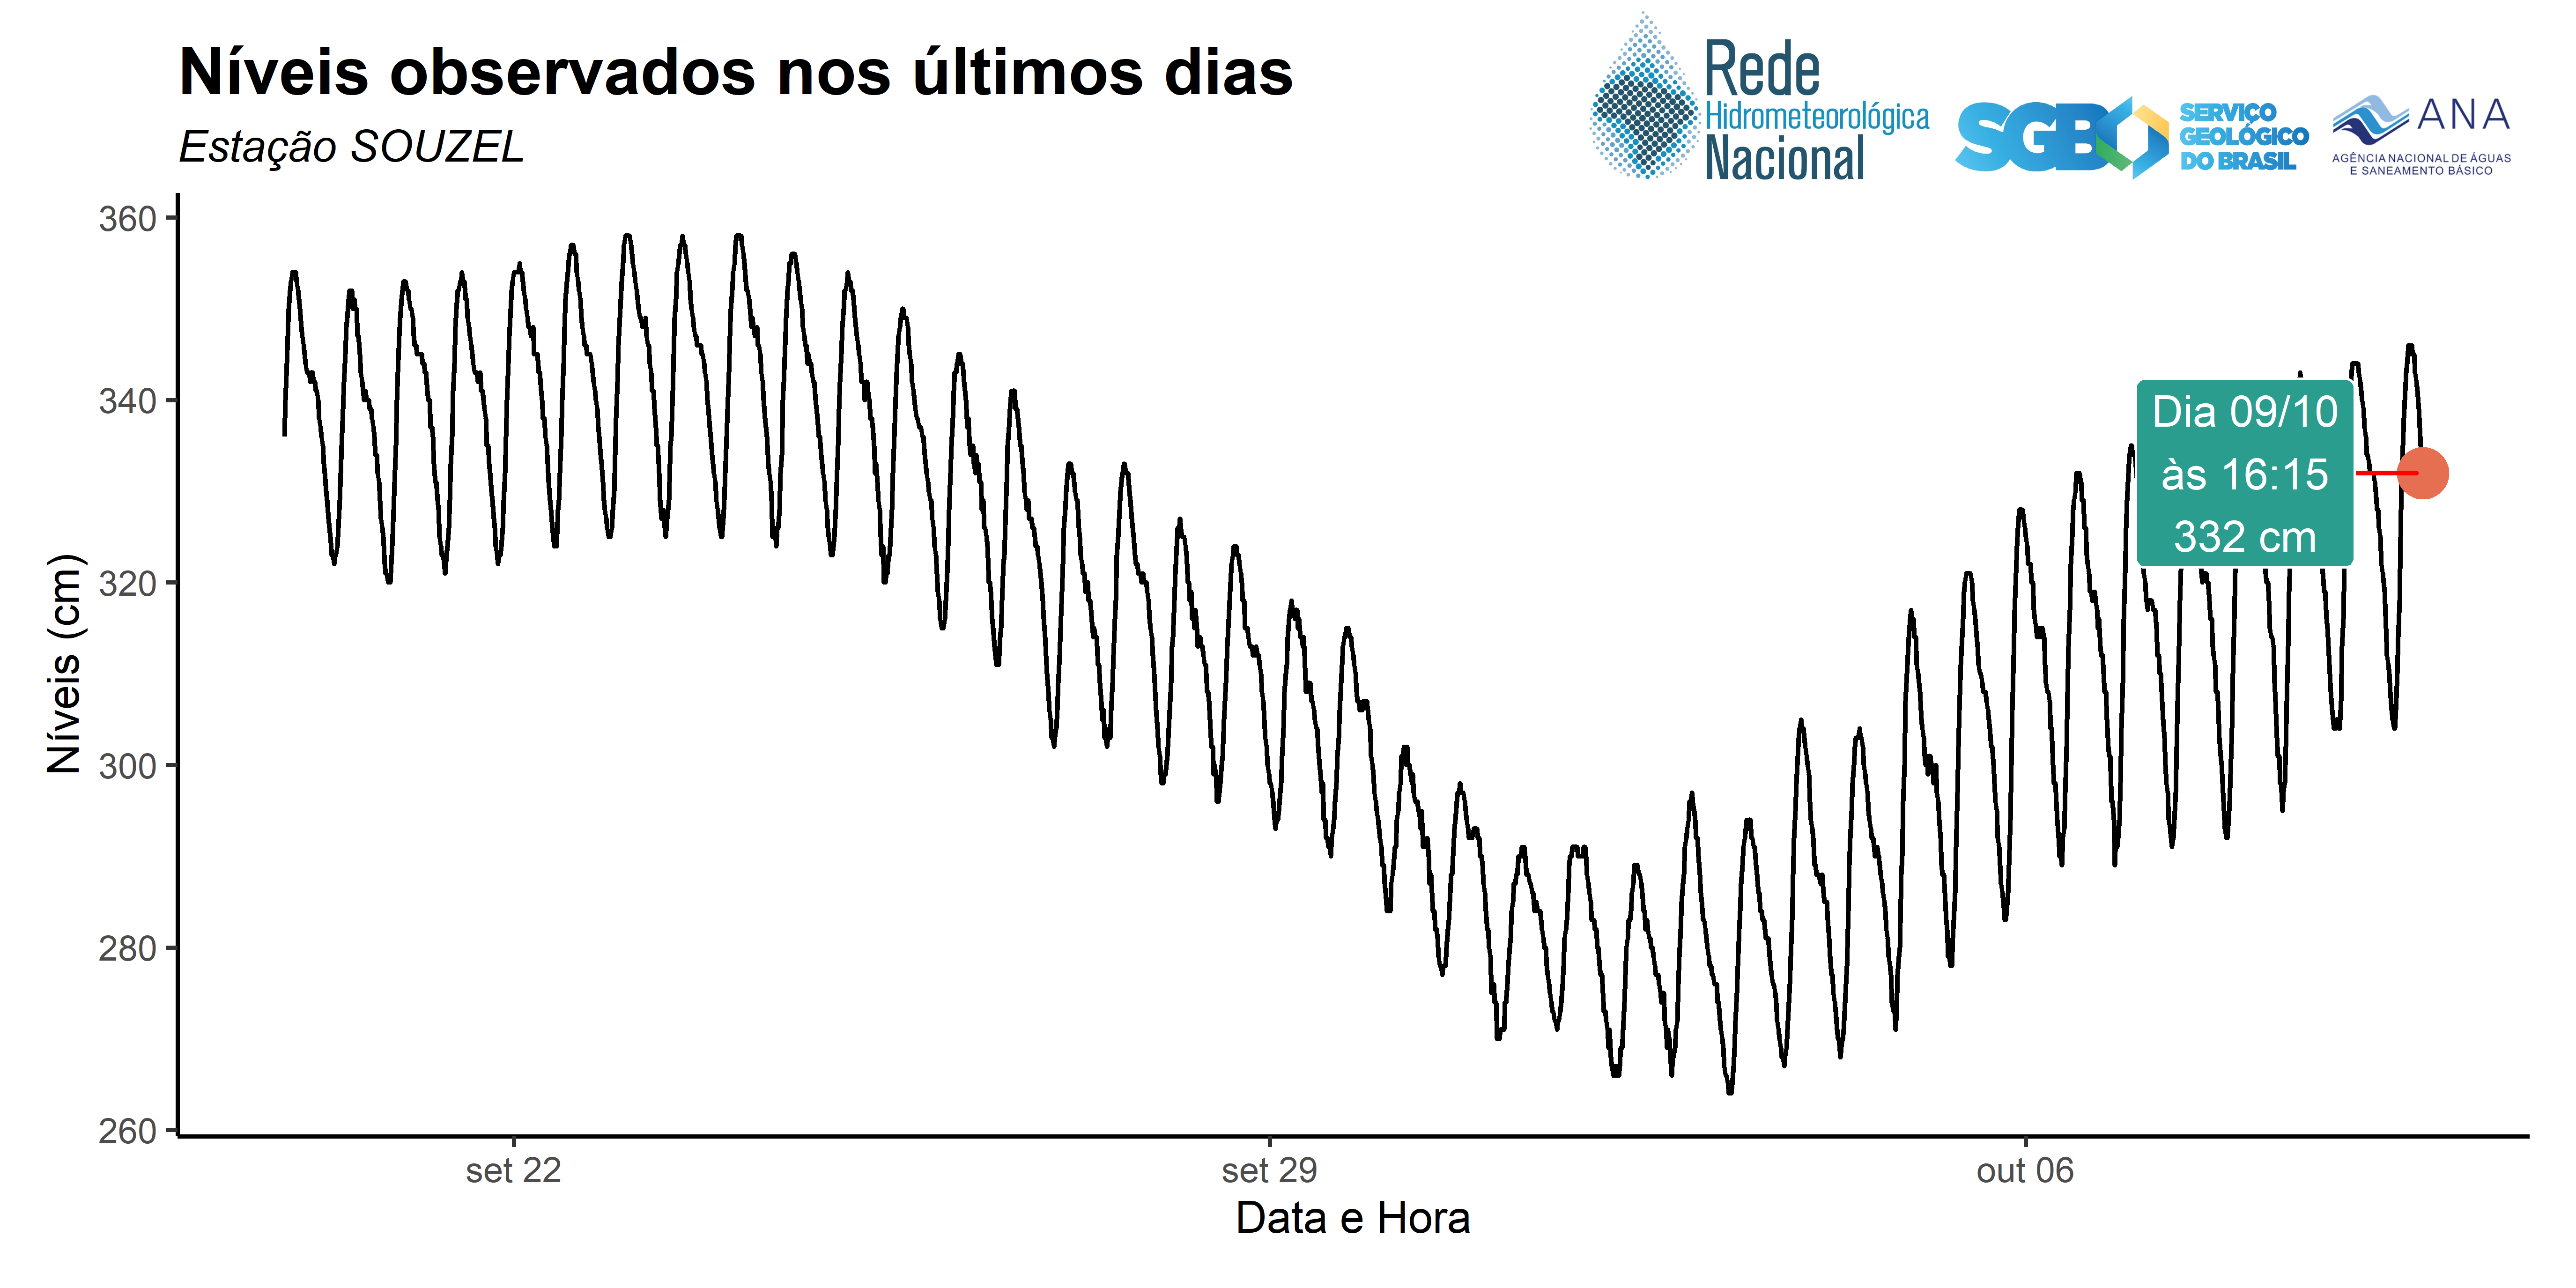 Níveis observados nos últimos dias
Estação SOUZEL
Rede
Hidrometeorológica
Nacional
SGB
SERVIÇO
GEOLÓGICO
DO BRASIL
ANA
AGÊNCIA NACIONAL DE ÁGUAS
E SANEAMENTO BÁSICO
360
340
320
300
280
260
Níveis (cm)
Dia 09/10
às 16:15
332 cm
set 22
set 29
out 06
Data e Hora